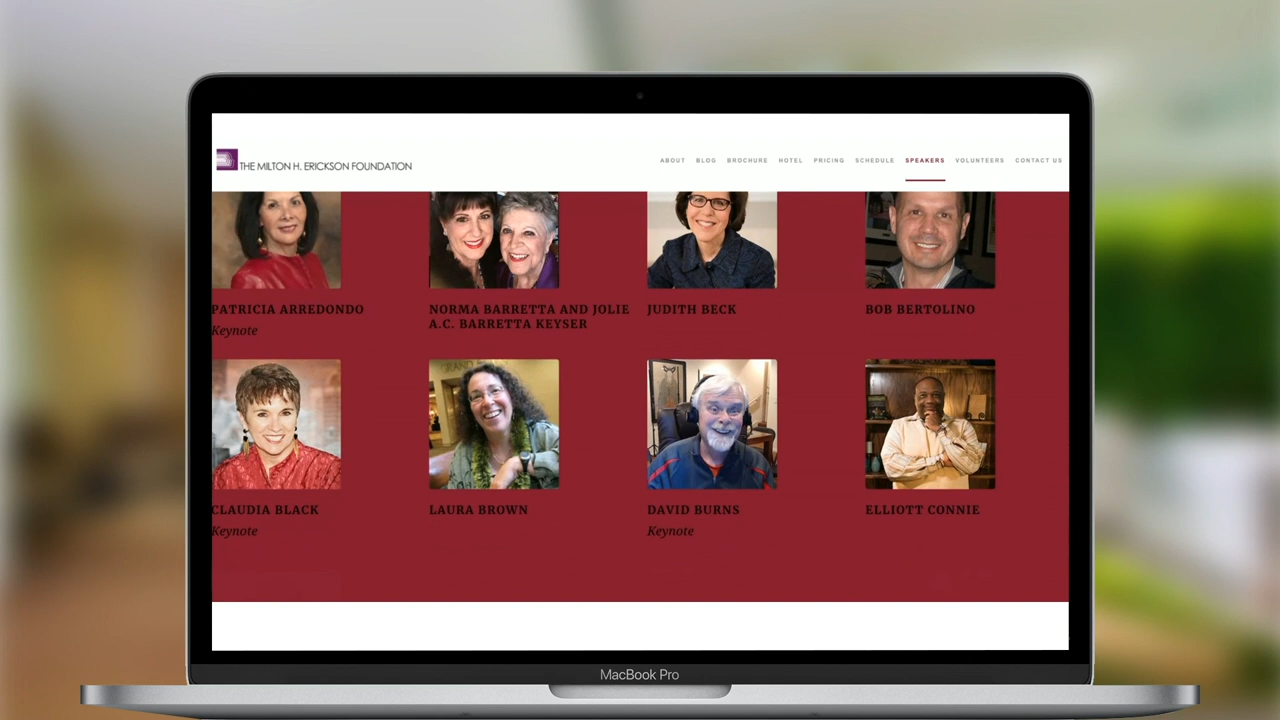 THE MILTON H. ERICKSON FOUNDATION
ABOUT BLOG BROCHURE HOTEL PRICING SCHEDULE SPEAKERS VOLUNTEERS CONTACT US
PATRICIA ARREDONDO
Keynote
NORMA BARRETTA AND JOLIE
A.C. BARRETTA KEYSER
JUDITH BECK
BOB BERTOLINO
CLAUDIA BLACK
Keynote
LAURA BROWN
DAVID BURNS
Keynote
ELLIOTT CONNIE
MacBook Pro